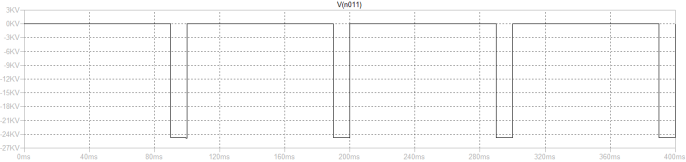 V(n011)
3KV
0KV
-3KV
-6KV
-9KV
-12KV
-15KV
-18KV
-21KV
-24KV
-27KV
0ms 40ms 80ms 120ms 160ms 200ms 240ms 280ms 320ms 360ms 400ms